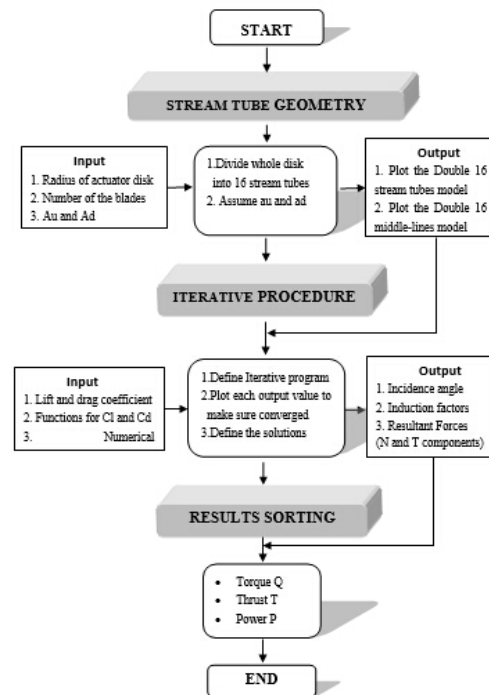 START
STREAM TUBE GEOMETRY
Input
1. Radius of actuator disk
2. Number of the blades
3. Au and Ad
1.Divide whole disk
into 16 stream tubes
2. Assume au and ad
Output
1. Plot the Double 16
stream tubes model
2. Plot the Double 16
middle-lines model
ITERATIVE PROCEDURE
Input
1. Lift and drag coefficient
2. Functions for Cl and Cd
3. Numerical
1.Define Iterative program
2.Plot each output value to
make sure converged
3.Define the solutions
Output
1. Incidence angle
2. Induction factors
3. Resultant Forces
(N and T components)
RESULTS SORTING
• Torque Q
• Thrust T
• Power P
END